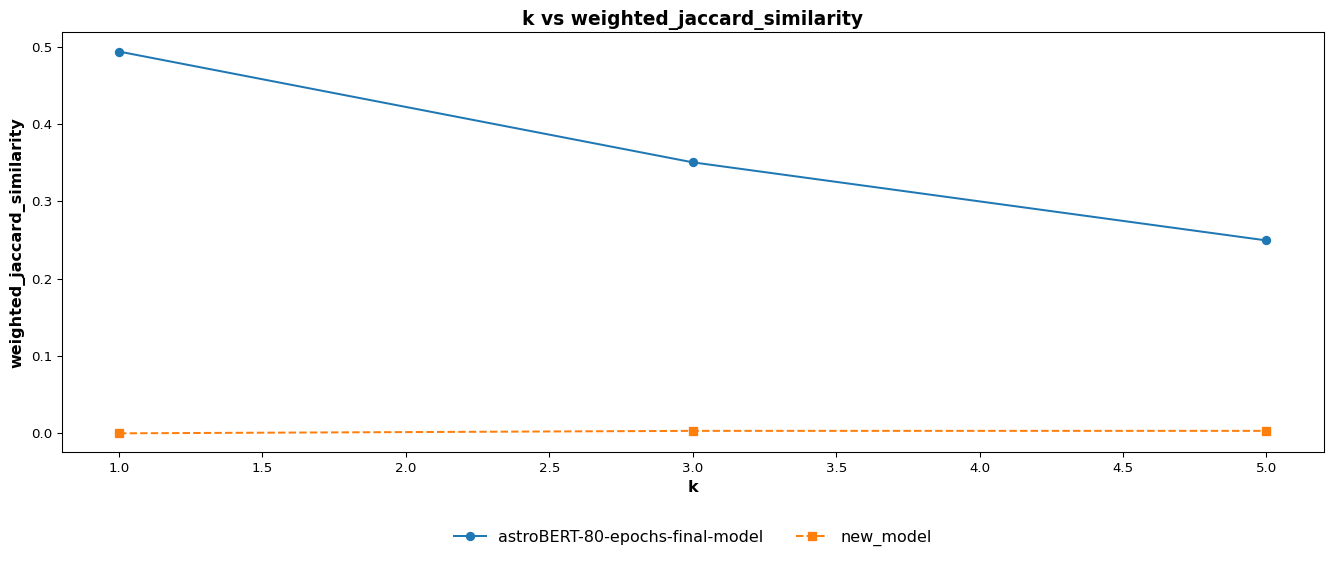 k vs weighted_jaccard_similarity
weighted_jaccard_similarity
0.5
0.4
0.3
0.2
0.1
0.0
1.0 1.5 2.0 2.5 3.0 3.5 4.0 4.5 5.0
k
astroBERT-80-epochs-final-model new_model